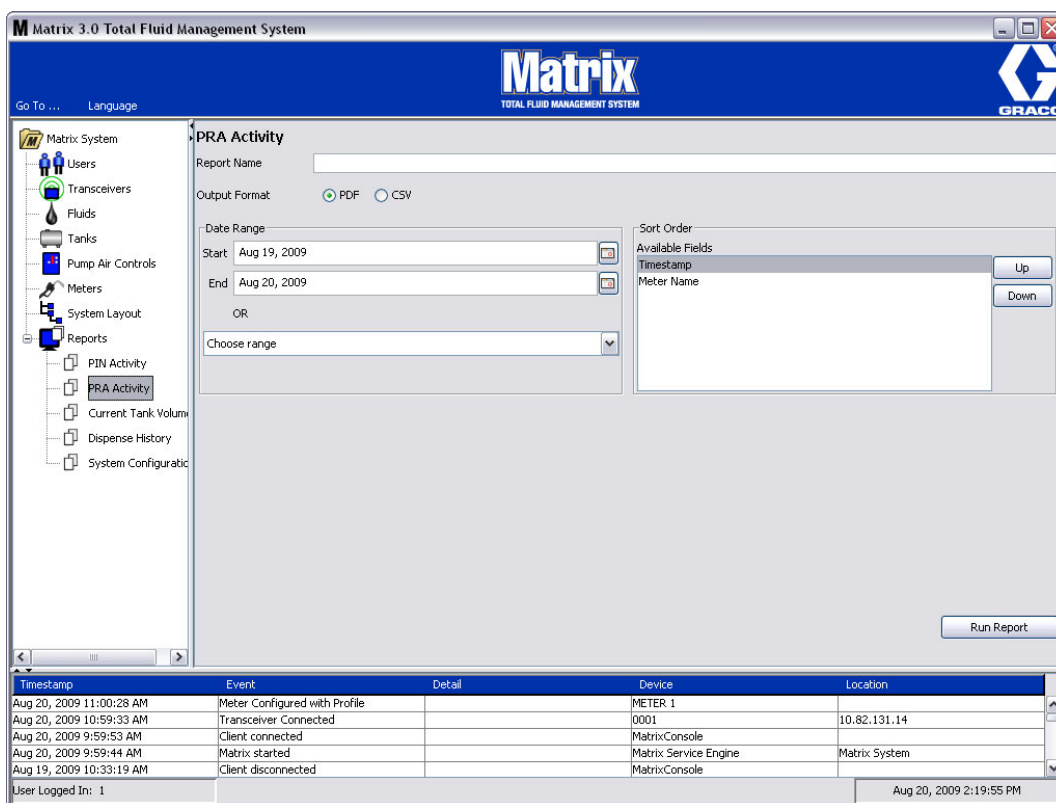 M Matrix 3.0 Total Fluid Management System
Matrix
TOTAL FLUID MANAGEMENT SYSTEM
GRACO
Go To ... Language
Matrix System
Users
Transceivers
Fluids
Tanks
Pump Air Controls
Meters
System Layout
Reports
PIN Activity
PRA Activity
Current Tank Volum
Dispense History
System Configuratio
PRA Activity
Report Name
Output Format PDF CSV
Date Range
Start Aug 19, 2009
End Aug 20, 2009
OR
Choose range
Sort Order
Available Fields
Timestamp
Meter Name
Up
Down
Run Report
Timestamp Event Detail Device Location
Aug 20, 2009 11:00:28 AM Meter Configured with Profile METER 1
Aug 20, 2009 10:59:33 AM Transceiver Connected 0001 10.82.131.14
Aug 20, 2009 9:59:53 AM Client connected MatrixConsole
Aug 20, 2009 9:59:44 AM Matrix started Matrix Service Engine Matrix System
Aug 19, 2009 10:33:19 AM Client disconnected MatrixConsole
User Logged In: 1 Aug 20, 2009 2:19:55 PM